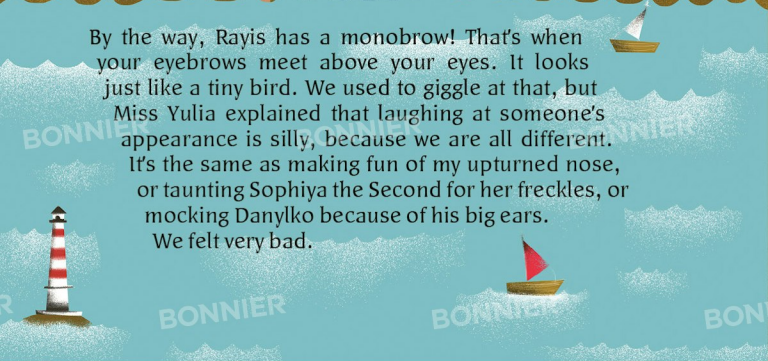 By the way, Rayis has a monobrow! That's when
your eyebrows meet above your eyes. It looks
just like a tiny bird. We used to giggle at that, but
Miss Yulia explained that laughing at someone's
appearance is silly, because we are all different.
It's the same as making fun of my upturned nose,
or taunting Sophiya the Second for her freckles, or
mocking Danylko because of his big ears.
We felt very bad.
BONNIER BONNIER BONNIER
BONNIER BONNIER BONN